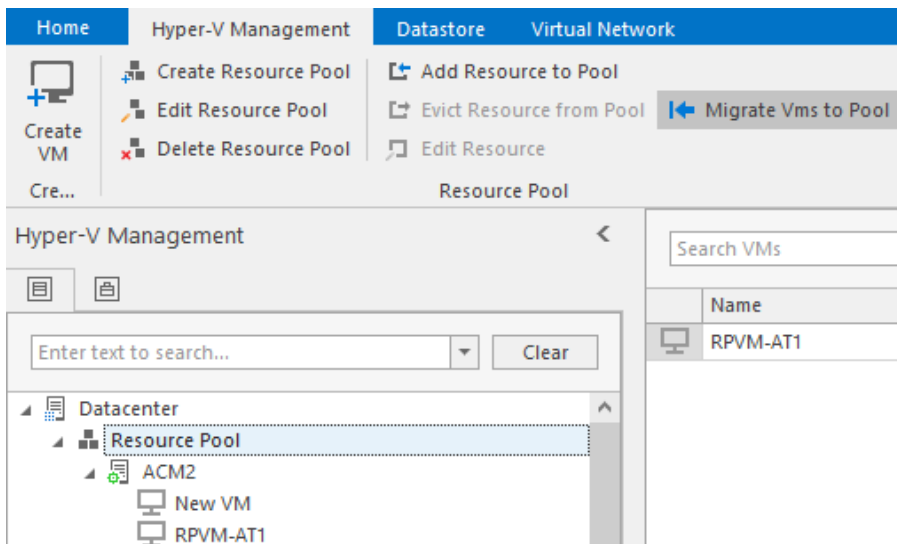 Home Hyper-V Management Datastore Virtual Network
Create VM
Cre...
Create Resource Pool
Edit Resource Pool
Delete Resource Pool
Add Resource to Pool
Evict Resource from Pool
Edit Resource
Migrate Vms to Pool
Resource Pool
Hyper-V Management
Enter text to search...
Clear
Datacenter
Resource Pool
ACM2
New VM
RPVM-AT1
Search VMs
Name
RPVM-AT1